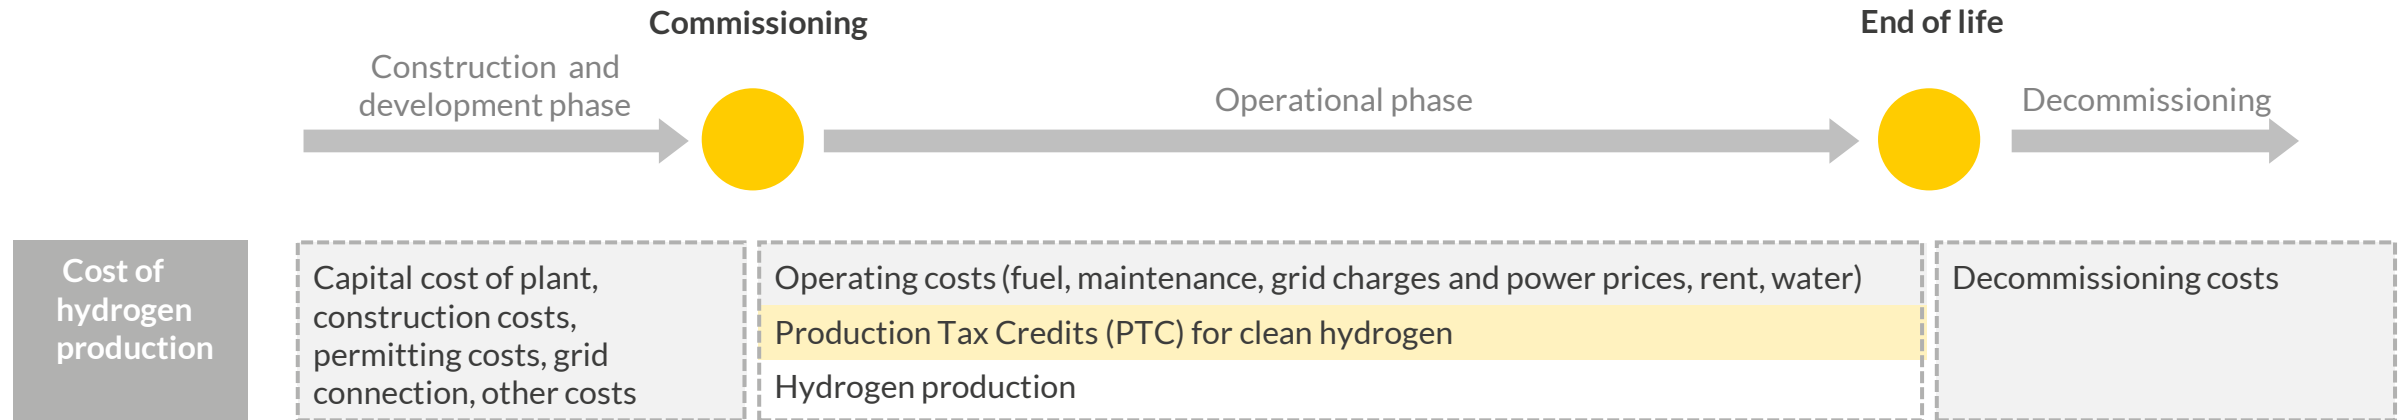 Commissioning
End of life
Construction and
development phase
Operational phase
Decommissioning
Cost of
hydrogen
production
Capital cost of plant,
construction costs,
permitting costs, grid
connection, other costs
Operating costs (fuel, maintenance, grid charges and power prices, rent, water)
Production Tax Credits (PTC) for clean hydrogen
Hydrogen production
Decommissioning costs